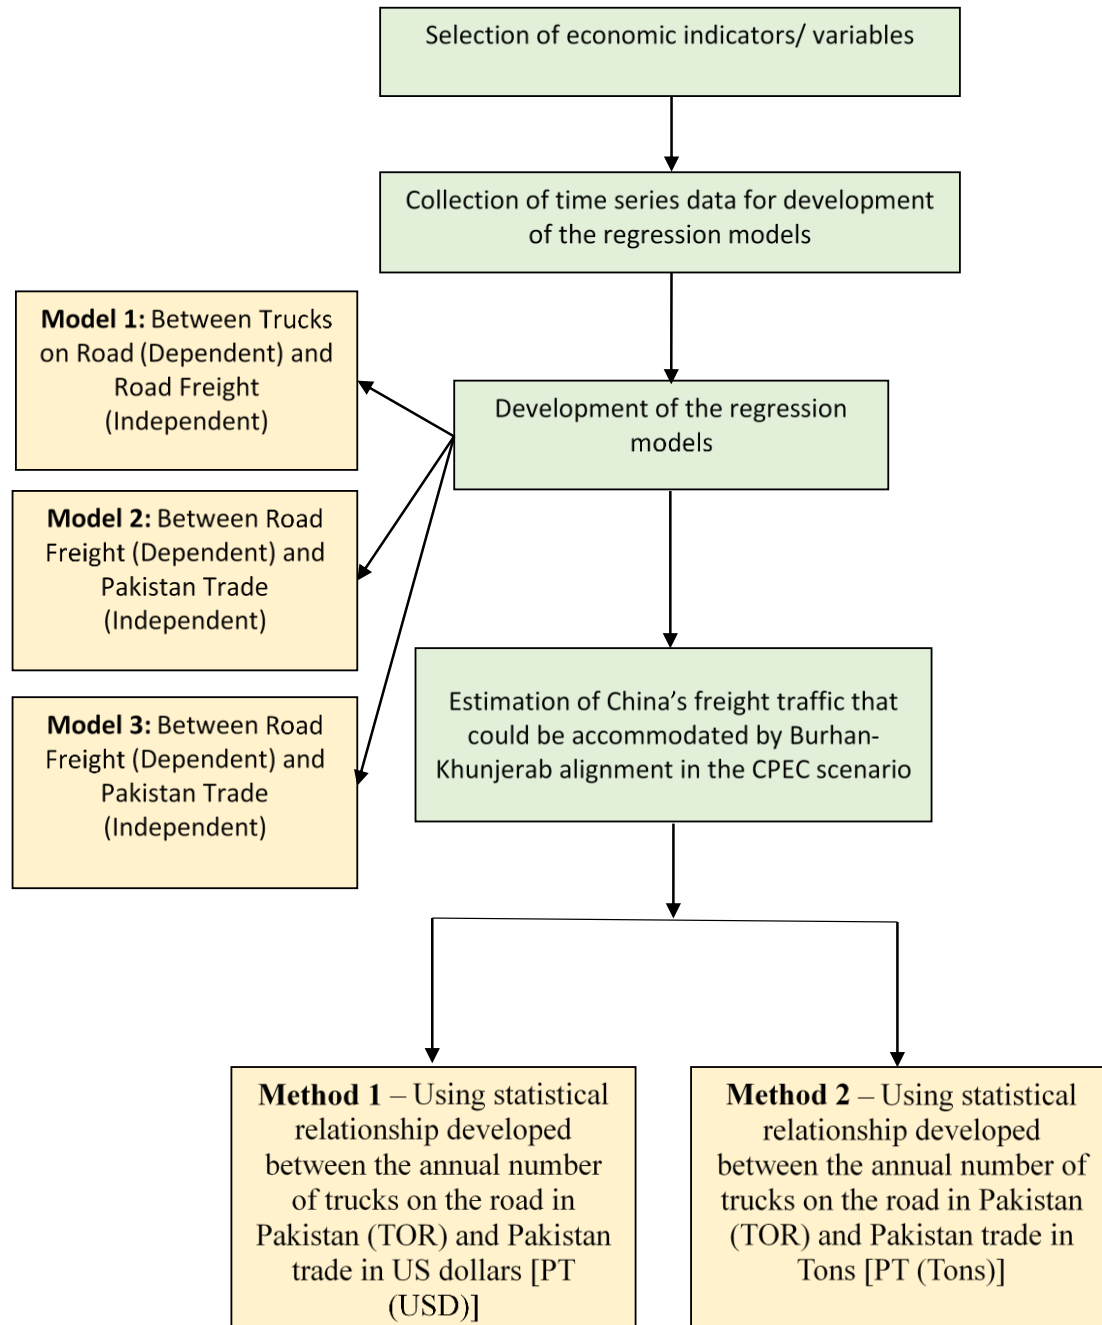 Selection of economic indicators/ variables
Collection of time series data for development
of the regression models
Model 1: Between Trucks
on Road (Dependent) and
Road Freight
(Independent)
Development of the regression
models
Model 2: Between Road
Freight (Dependent) and
Pakistan Trade
(Independent)
Model 3: Between Road
Freight (Dependent) and
Pakistan Trade
(Independent)
Estimation of China’s freight traffic that
could be accommodated by Burhan-
Khunjerab alignment in the CPEC scenario
Method 1 – Using statistical
relationship developed
between the annual number
of trucks on the road in
Pakistan (TOR) and Pakistan
trade in US dollars [PT
(USD)]
Method 2 – Using statistical
relationship developed
between the annual number of
trucks on the road in Pakistan
(TOR) and Pakistan trade in
Tons [PT (Tons)]